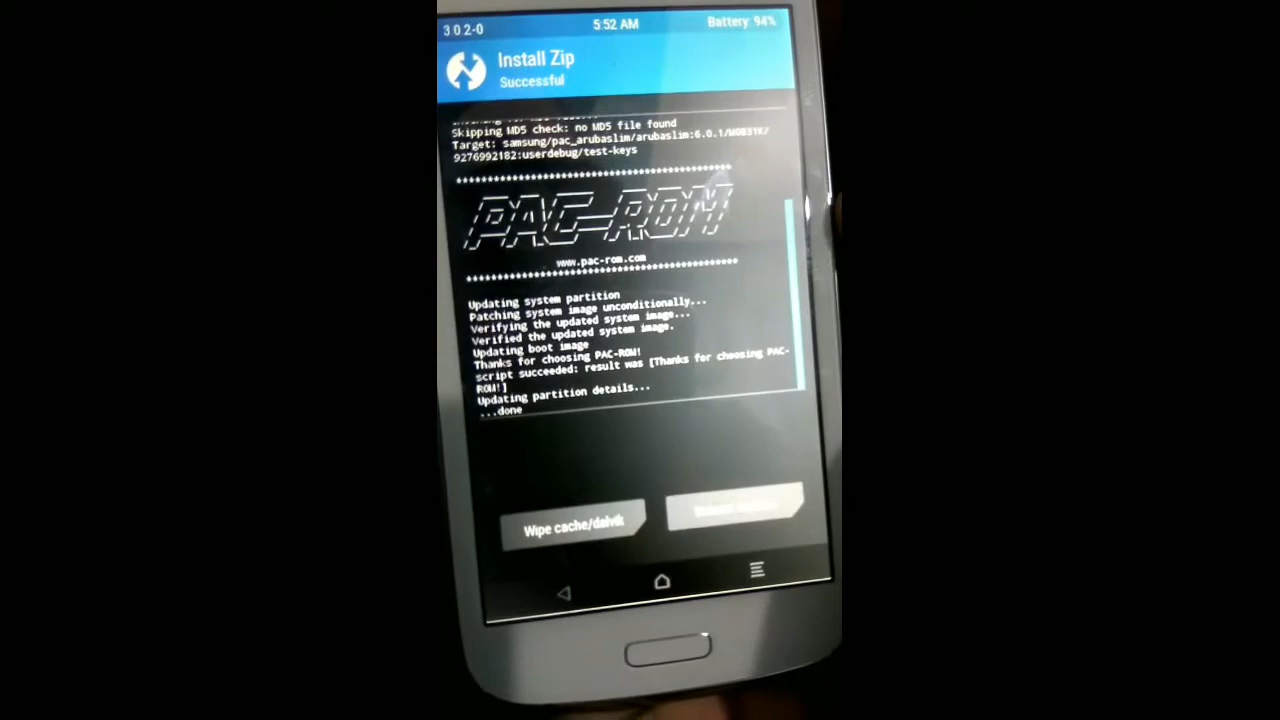 3.0.2-0
5:52 AM
Battery: 94%
Install Zip
Successful
Skipping MD5 check: no MD5 file found
Target: samsung/pac_arubaslim/arubaslim:6.0.1/MOB31K/
9276992182:userdebug/test-keys
PAC-ROM
www.pac-rom.com
Updating system partition
Patching system image unconditionally...
Verifying the updated system image...
Verified the updated system image.
Updating boot image
Thanks for choosing PAC-ROM!
script succeeded: result was [Thanks for choosing PAC-
ROM!]
Updating partition details...
...done
Wipe cache/dalvik